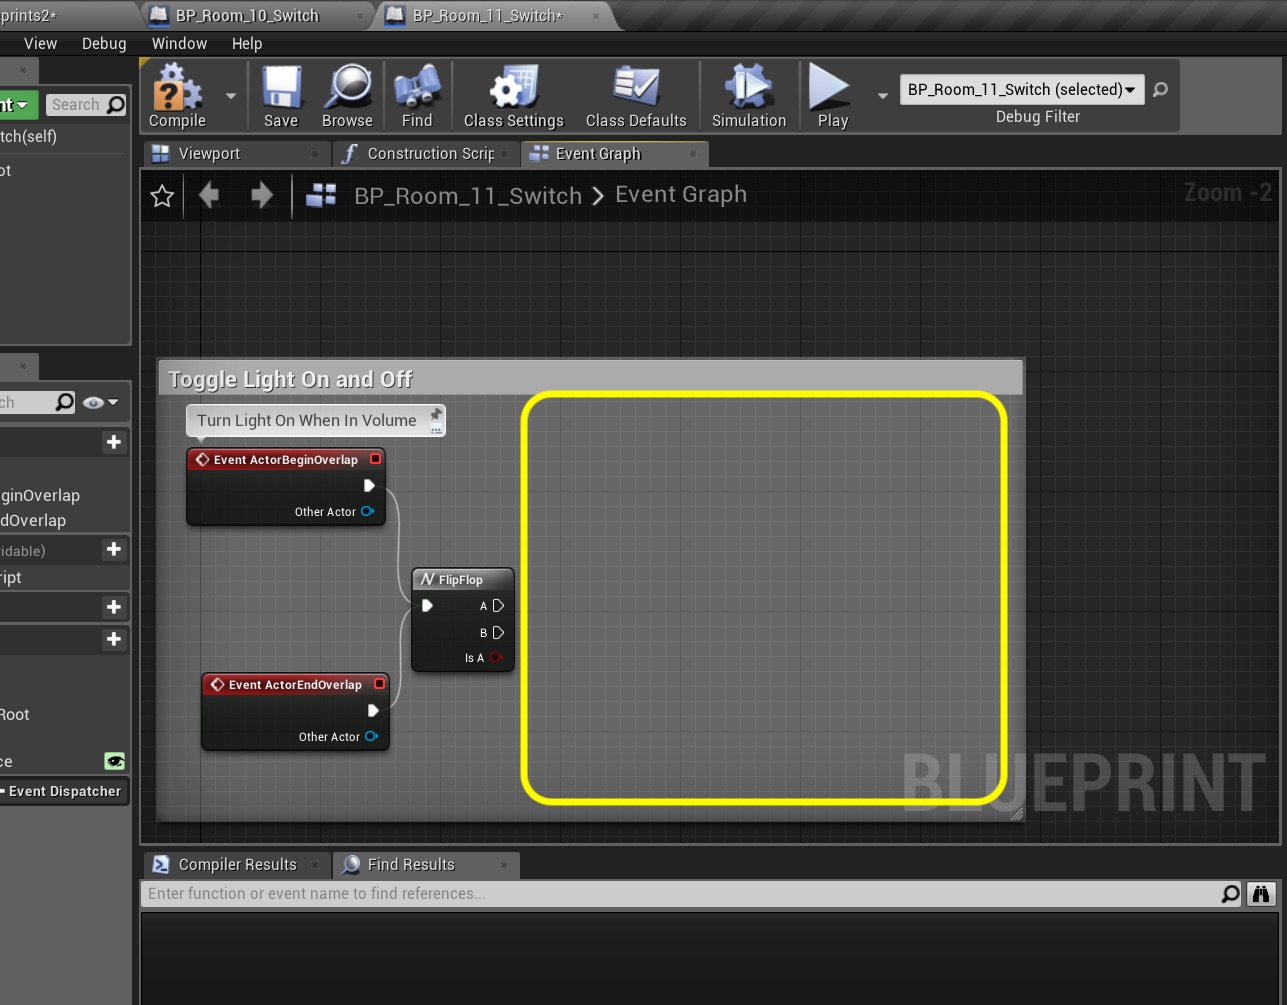 prints2*
BP_Room_10_Switch
BP_Room_11_Switch*
View Debug Window Help
nt
Search
tch(self)
ot
Compile
Save
Browse
Find
Class Settings
Class Defaults
Simulation
Play
BP_Room_11_Switch (selected)
Debug Filter
Viewport
Construction Scrip
Event Graph
BP_Room_11_Switch > Event Graph
Zoom -2
ch
ginOverlap
dOverlap
ridable)
ript
Root
ce
Event Dispatcher
Toggle Light On and Off
Turn Light On When In Volume
Event ActorBeginOverlap
Other Actor
FlipFlop
A
B
Is A
Event ActorEndOverlap
Other Actor
BLUEPRINT
Compiler Results
Find Results
Enter function or event name to find references...